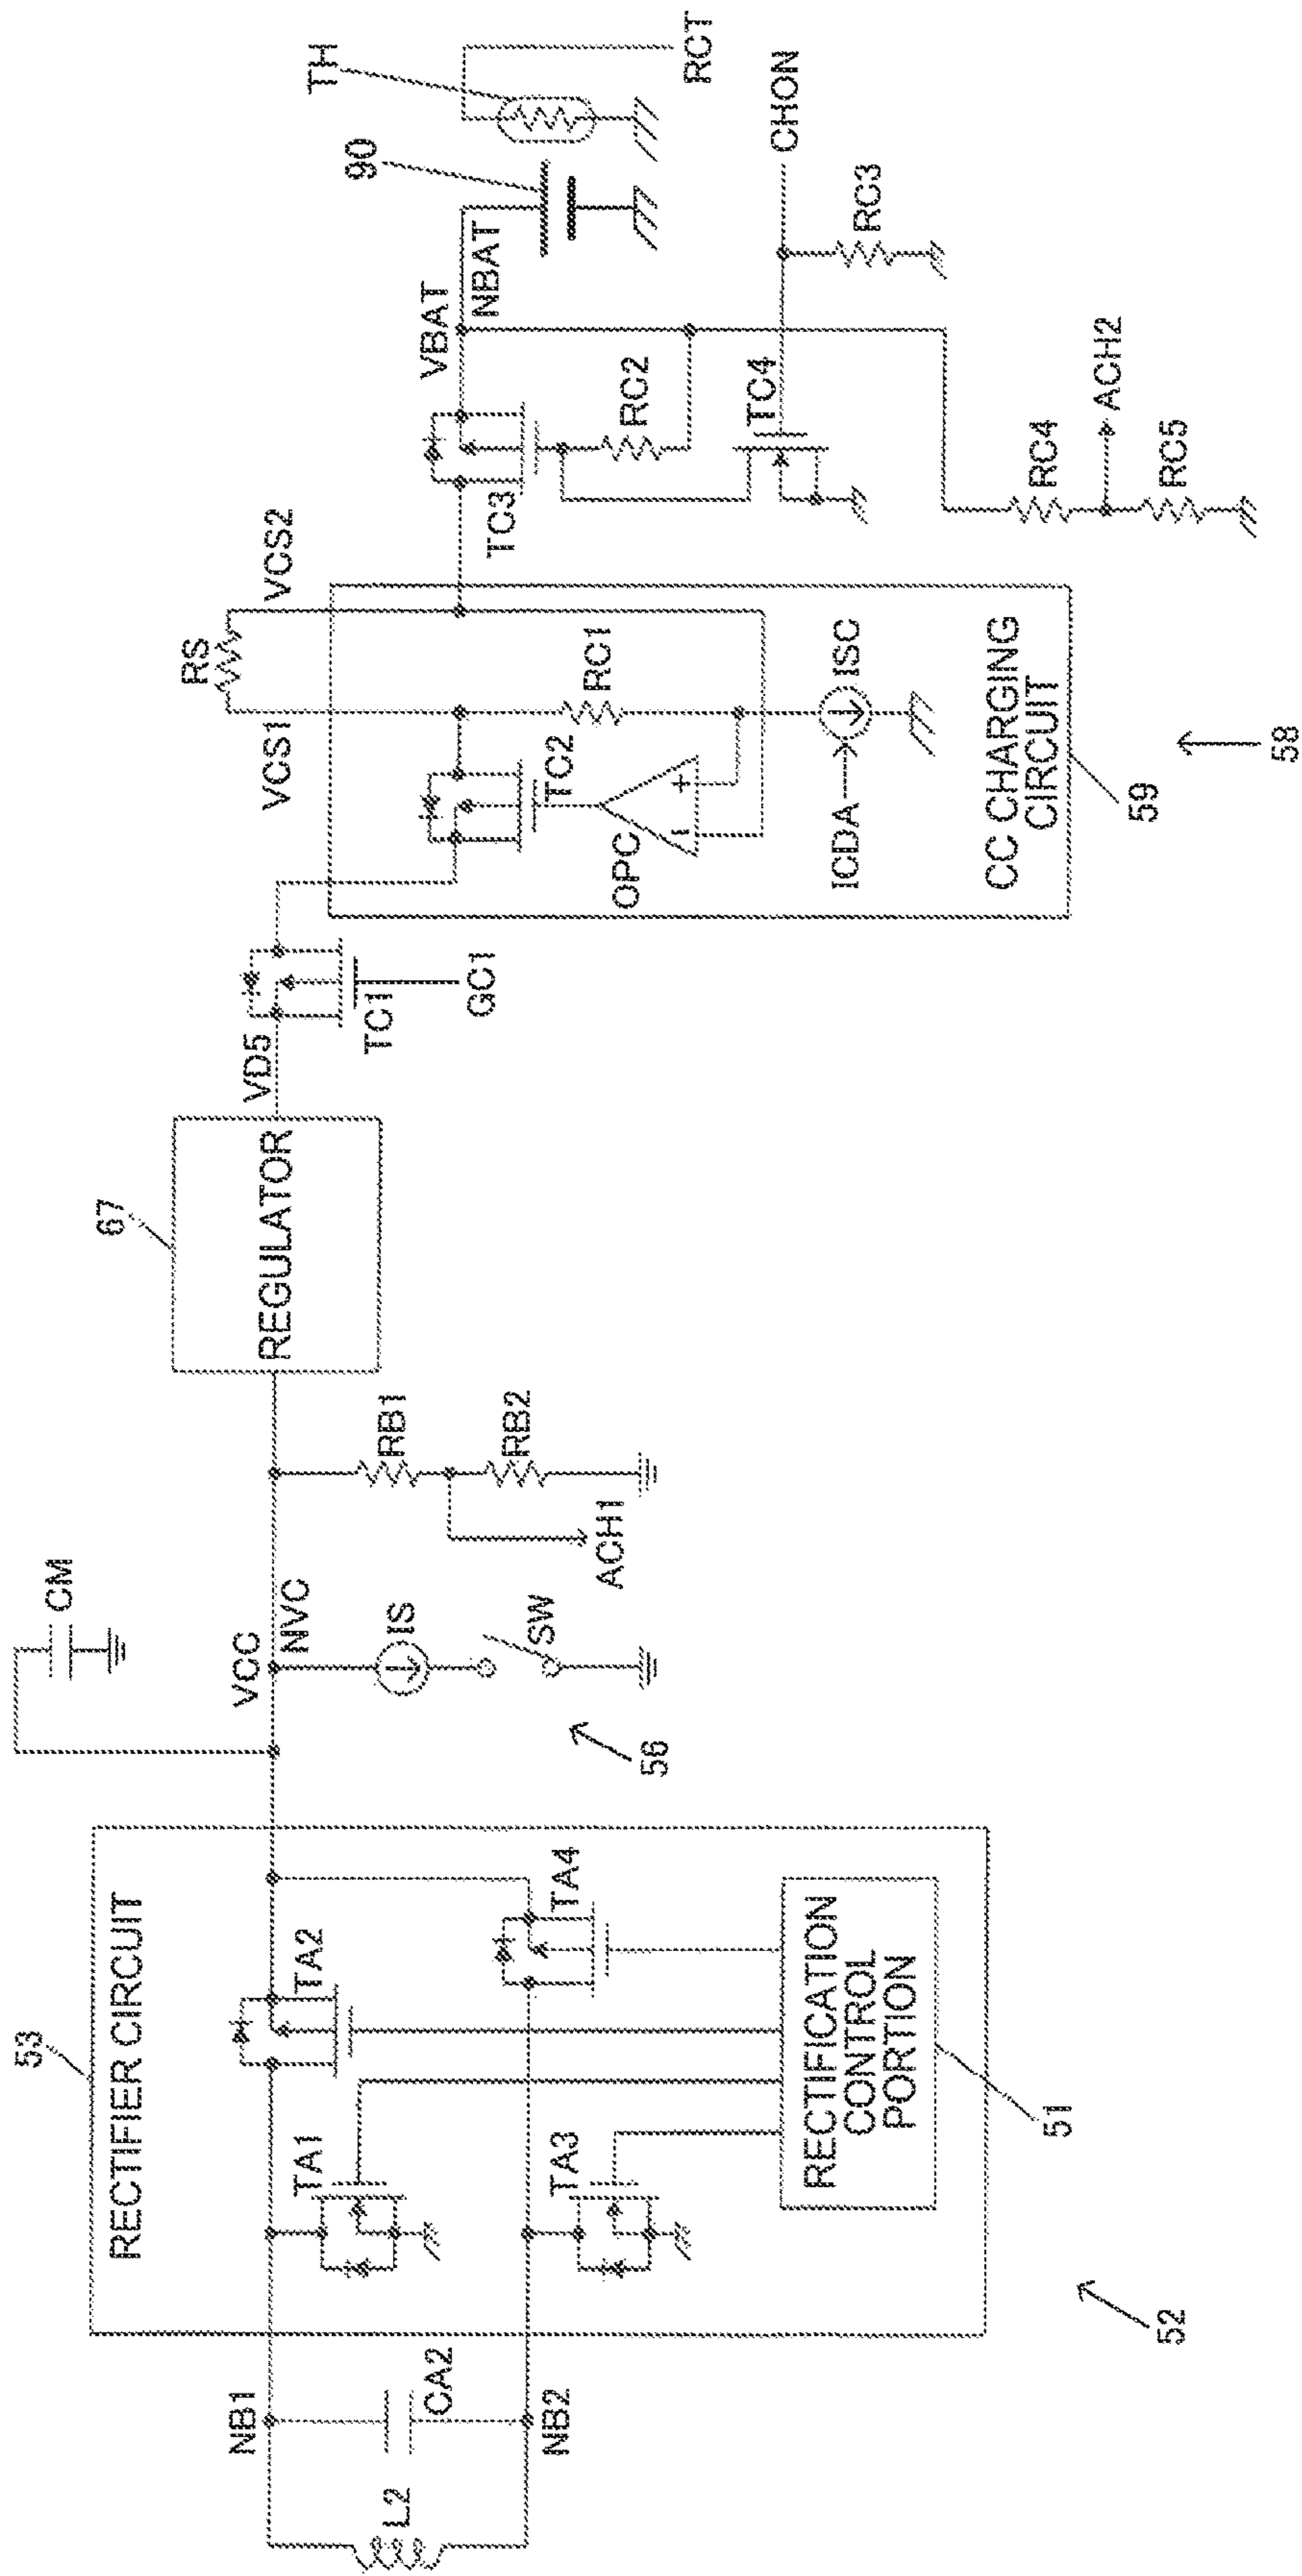 53
RECTIFIER CIRCUIT
NB1
CA2
L2
NB2
TA1
TA2
TA3
TA4
RECTIFICATION
CONTROL
PORTION
51
52
CM
VCC
NVC
IS
SW
56
RB1
RB2
ACH1
67
REGULATOR
VD5
TC1
GC1
RS
VCS1
VCS2
TC2
RC1
OPC
+
-
ICDA
ISC
CC CHARGING
CIRCUIT
59
58
TC3
VBAT
NBAT
90
TH
RCT
RC2
TC4
CHON
RC3
RC4
ACH2
RC5